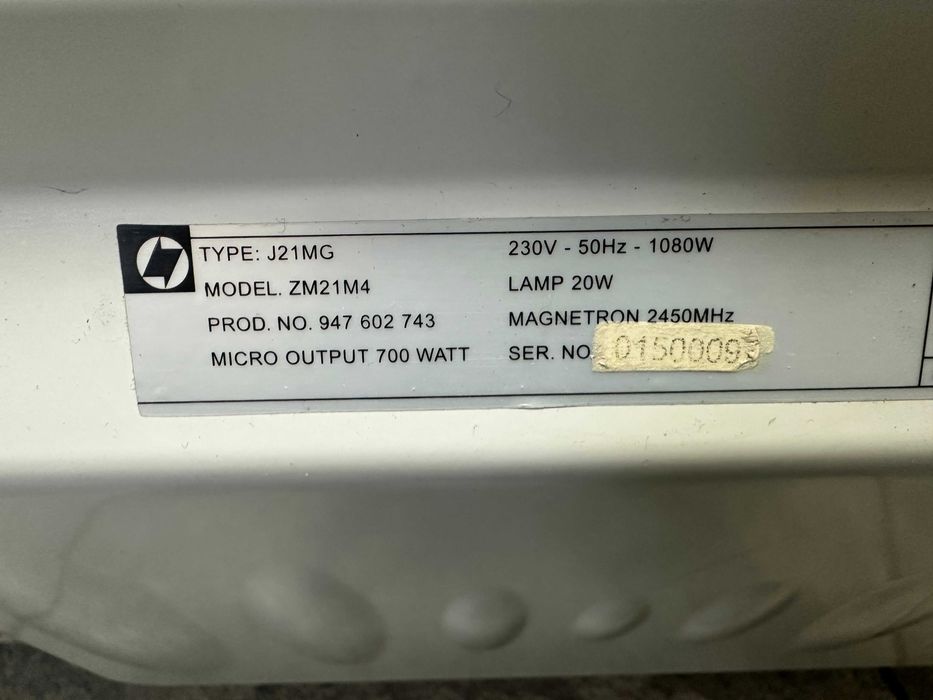 TYPE: J21MG
MODEL. ZM21M4
PROD. NO. 947 602 743
MICRO OUTPUT 700 WATT
230V - 50Hz - 1080W
LAMP 20W
MAGNETRON 2450MHz
SER. NO.